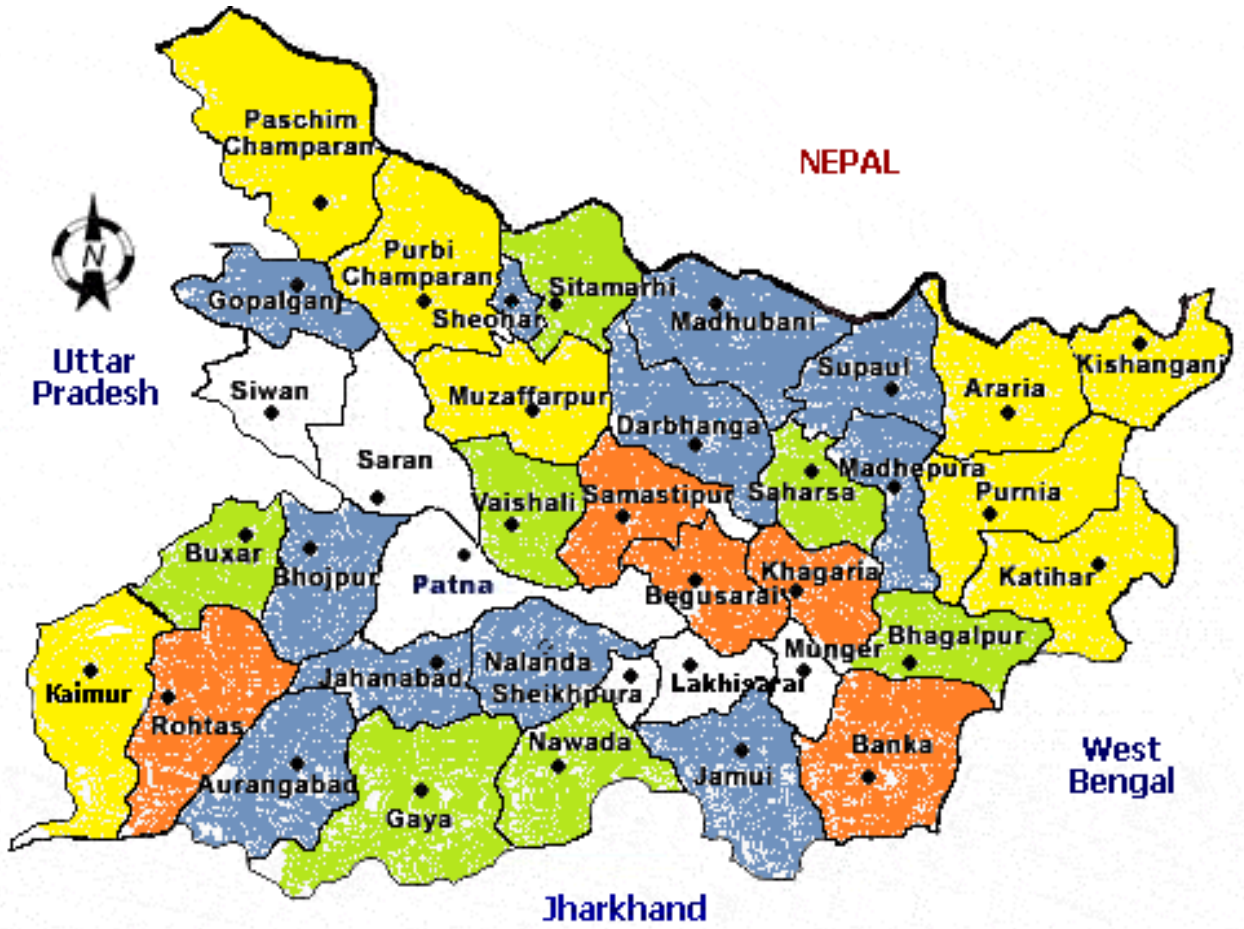 Paschim
Champaran
NEPAL
N
Purbi
Champaran
Gopalganj
Sheohar
Sitamarhi
Madhubani
Uttar
Pradesh
Siwan
Muzaffarpur
Supaul
Araria
Kishanganj
Darbhanga
Saran
Vaishali
Samastipur
Saharsa
Madhepura
Purnia
Buxar
Bhojpur
Patna
Begusarai
Khagaria
Katihar
Kaimur
Rohtas
Jahanabad
Nalanda
Sheikhpura
Lakhisarai
Munger
Bhagalpur
Aurangabad
Gaya
Nawada
Jamui
Banka
West
Bengal
Jharkhand